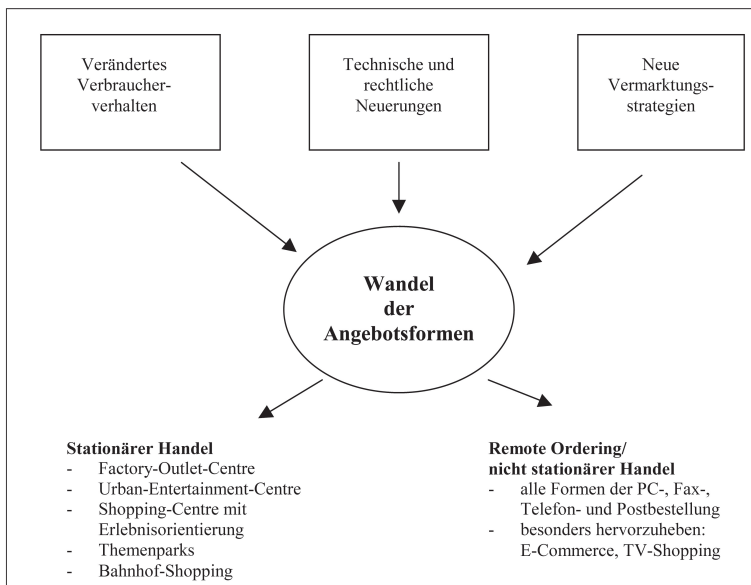 Verändertes
Verbraucher-
verhalten
Technische und
rechtliche
Neuerungen
Neue
Vermarktungs-
strategien
Wandel
der
Angebotsformen
Stationärer Handel
- Factory-Outlet-Centre
- Urban-Entertainment-Centre
- Shopping-Centre mit
Erlebnisorientierung
- Themenparks
- Bahnhof-Shopping
Remote Ordering/
nicht stationärer Handel
- alle Formen der PC-, Fax-,
Telefon- und Postbestellung
- besonders hervorzuheben:
E-Commerce, TV-Shopping